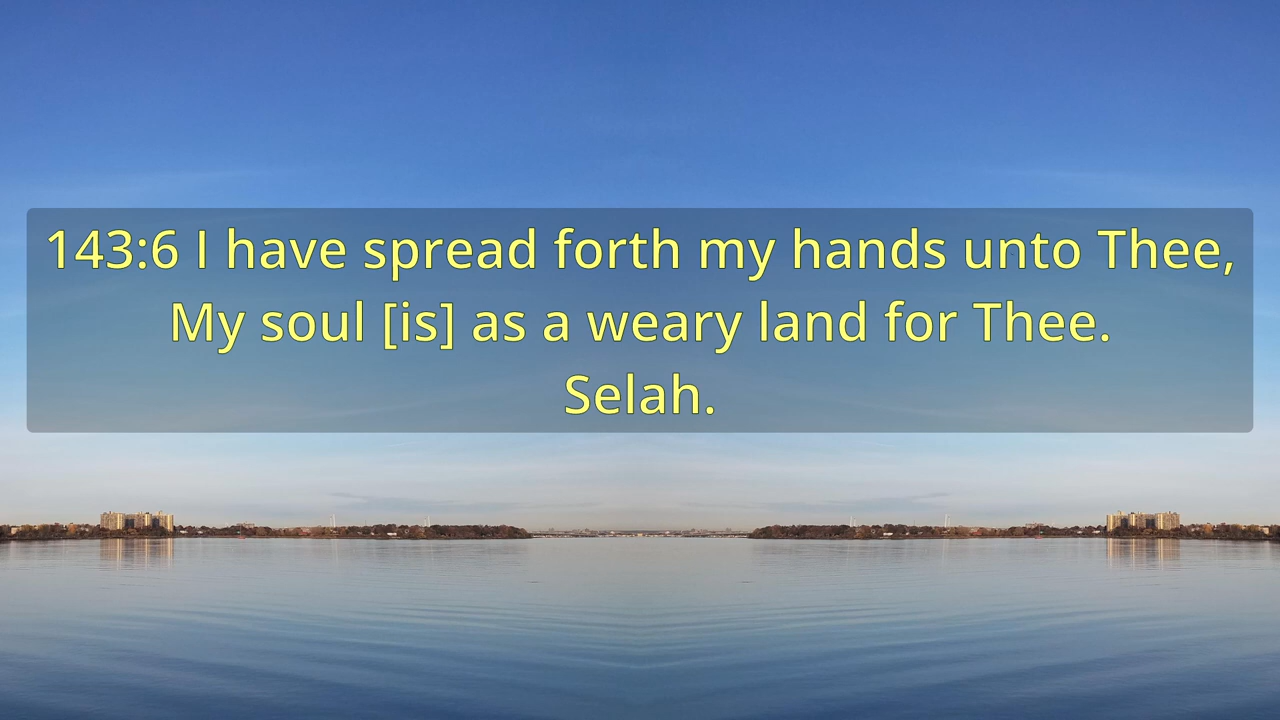 143:6 I have spread forth my hands unto Thee,
My soul [is] as a weary land for Thee.
Selah.